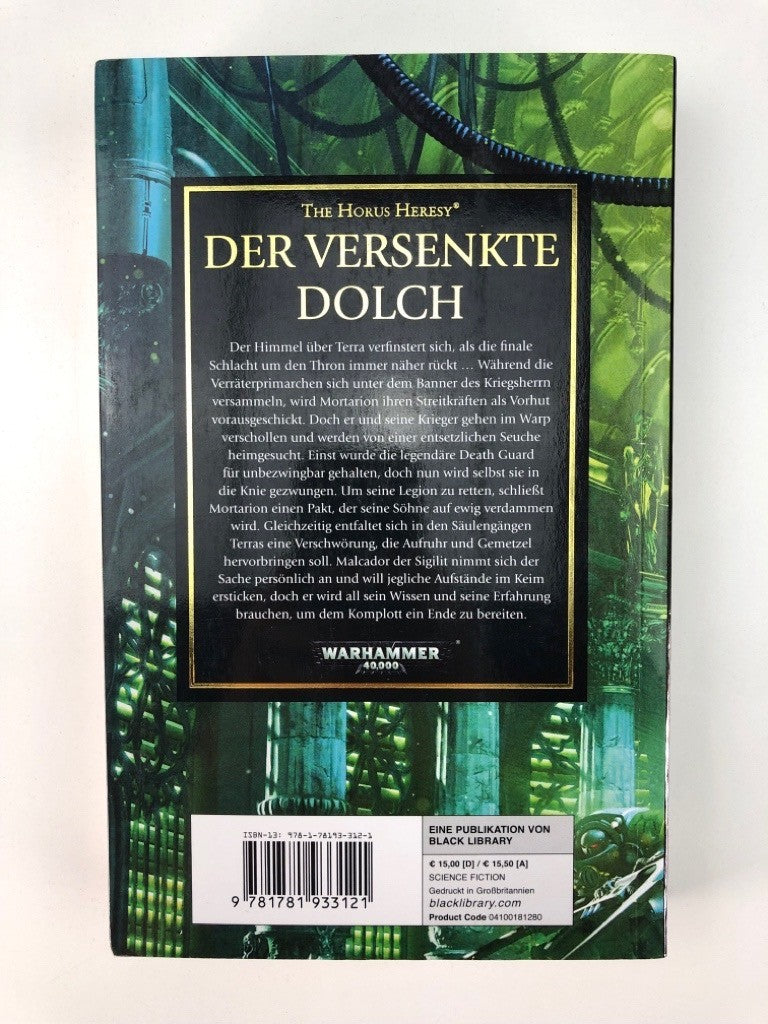 THE HORUS HERESY®
DER VERSENKTE
DOLCH
Der Himmel über Terra verfinstert sich, als die finale
Schlacht um den Thron immer näher rückt … Während die
Verräterprimarchen sich unter dem Banner des Kriegsherrn
versammeln, wird Mortarion ihren Streitkräften als Vorhut
vorausgeschickt. Doch er und seine Krieger gehen im Warp
verschollen und werden von einer entsetzlichen Seuche
heimgesucht. Einst wurde die legendäre Death Guard
für unbezwingbar gehalten, doch nun wird selbst sie in
die Knie gezwungen. Um seine Legion zu retten, schließt
Mortarion einen Pakt, der seine Söhne auf ewig verdammen
wird. Gleichzeitig entfaltet sich in den Säulengängen
Terras eine Verschwörung, die Aufruhr und Gemetzel
hervorbringen soll. Malcador der Sigilit nimmt sich der
Sache persönlich an und will jegliche Aufstände im Keim
ersticken, doch er wird all sein Wissen und seine Erfahrung
brauchen, um dem Komplott ein Ende zu bereiten.
WARHAMMER®
40,000
ISBN-13: 978-1-78193-312-1
9 781781 933121
EINE PUBLIKATION VON
BLACK LIBRARY
€ 15,00 [D] / € 15,50 [A]
SCIENCE FICTION
Gedruckt in Großbritannien
blacklibrary.com
Product Code 04100181280